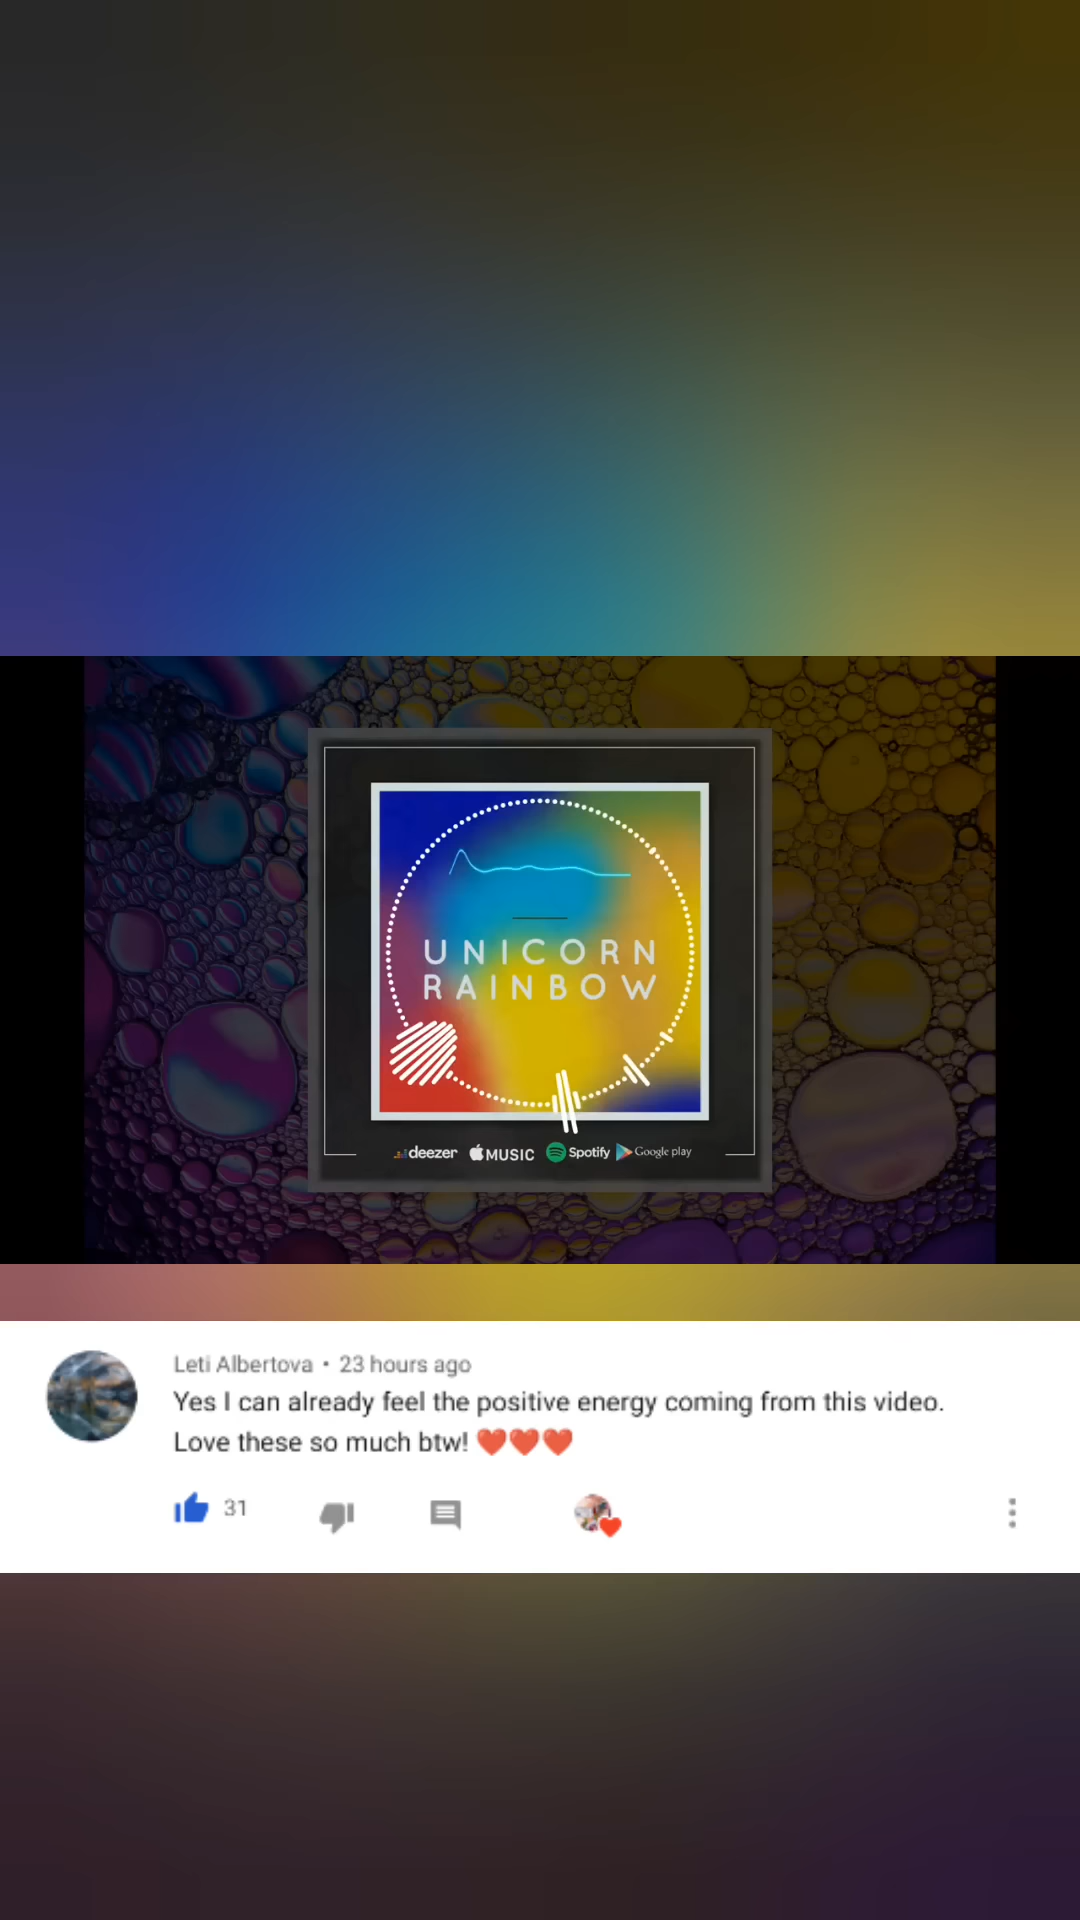 UNICORN
RAINBOW
deezer MUSIC Spotify Google play
Leti Albertova • 23 hours ago
Yes I can already feel the positive energy coming from this video.
Love these so much btw! ❤️❤️❤️
31